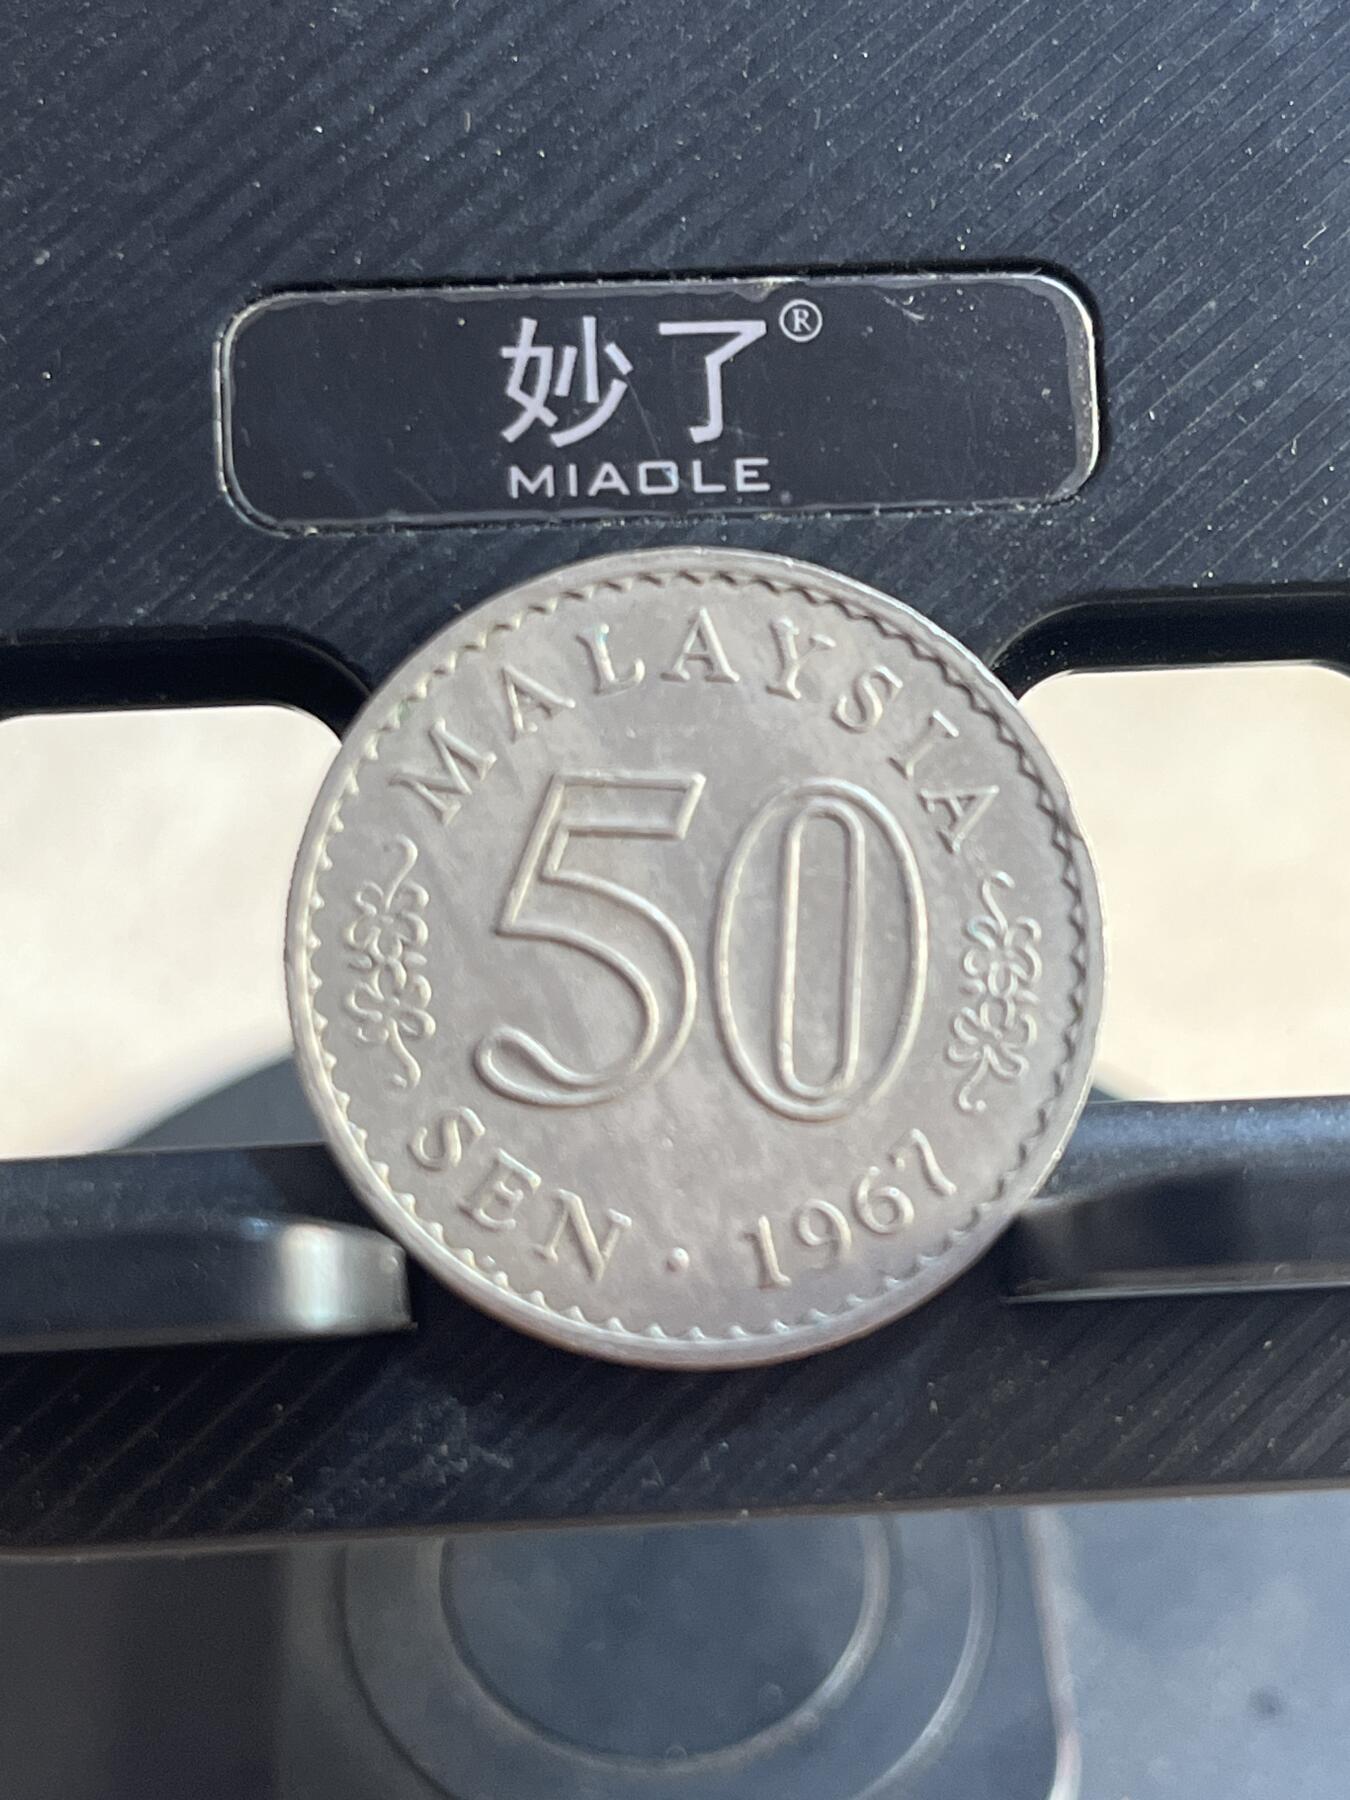 妙了®
MIAOLE
MALAYSIA
50
SEN · 1967